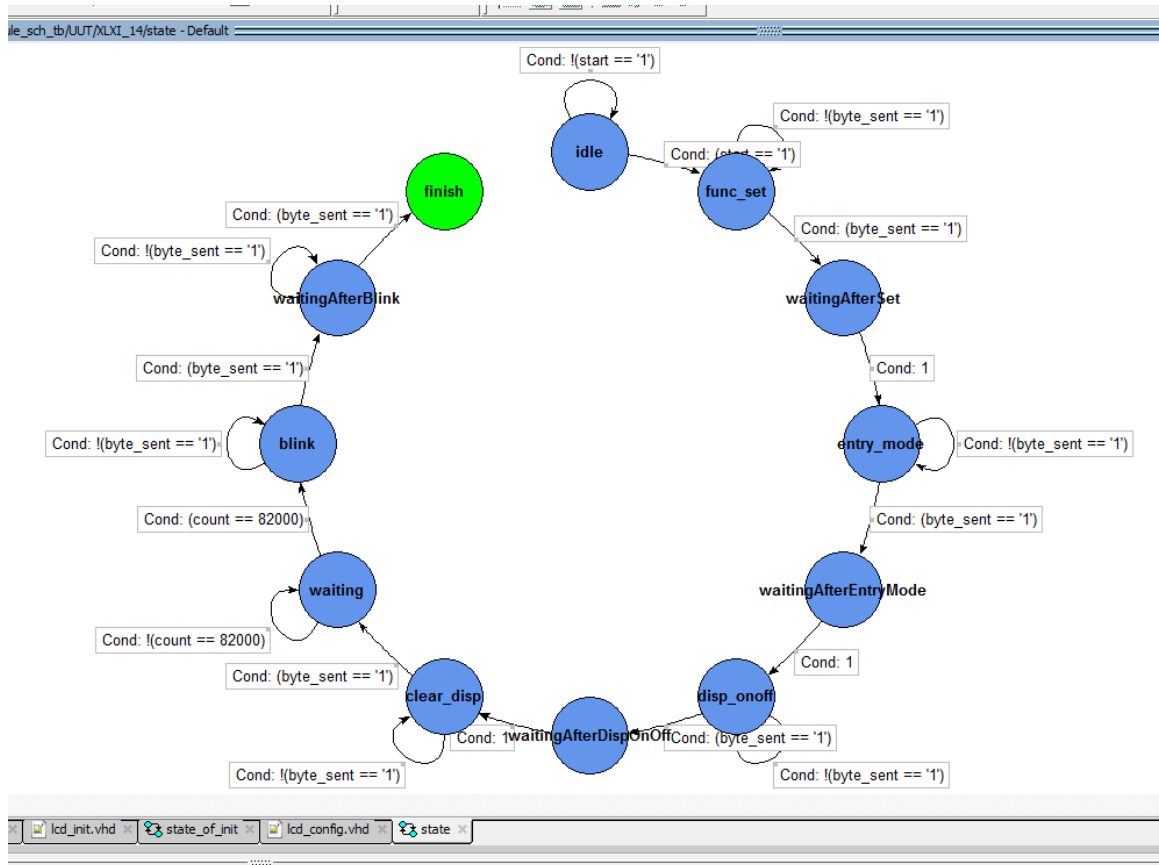 ule_sch_tb/UUT/XLXI_14/state - Default
Cond: !(start == '1')
idle
Cond: (start == '1')
Cond: !(byte_sent == '1')
func_set
Cond: (byte_sent == '1')
waitingAfterSet
Cond: 1
entry_mode
Cond: !(byte_sent == '1')
Cond: (byte_sent == '1')
waitingAfterEntryMode
Cond: 1
disp_onoff
Cond: (byte_sent == '1')
Cond: !(byte_sent == '1')
waitingAfterDispOnOff
Cond: 1
clear_disp
Cond: !(byte_sent == '1')
Cond: (byte_sent == '1')
waiting
Cond: !(count == 82000)
Cond: (count == 82000)
blink
Cond: !(byte_sent == '1')
Cond: (byte_sent == '1')
waitingAfterBlink
Cond: !(byte_sent == '1')
Cond: (byte_sent == '1')
finish
lcd_init.vhd
state_of_init
lcd_config.vhd
state